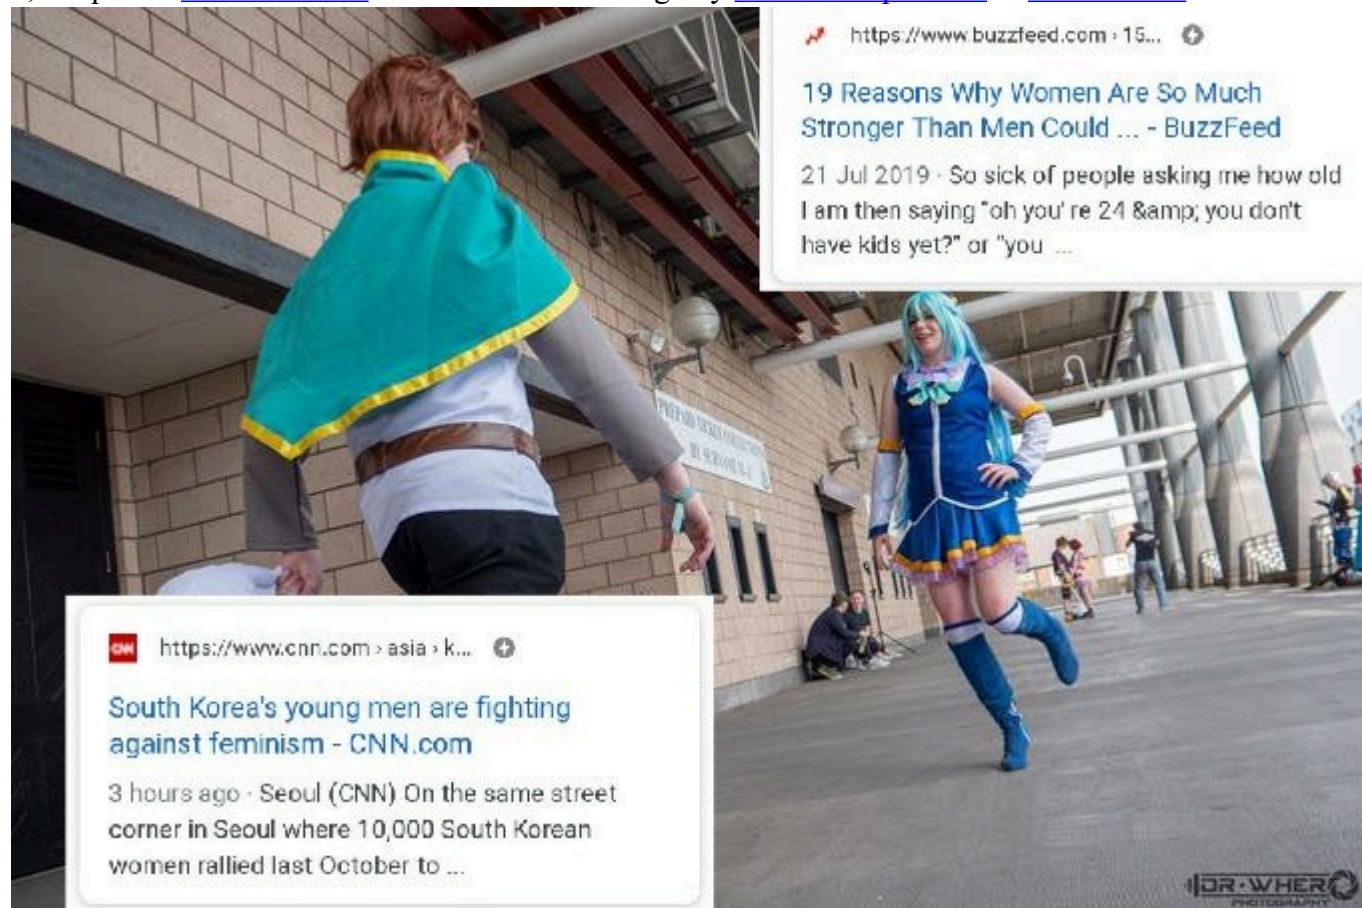 https://www.buzzfeed.com › 15...
19 Reasons Why Women Are So Much
Stronger Than Men Could ... - BuzzFeed
21 Jul 2019 · So sick of people asking me how old
I am then saying "oh you' re 24 &amp; you don't
have kids yet?" or "you ...
PREPAID TICKET COLLECTION
CNN
https://www.cnn.com › asia › k...
South Korea's young men are fighting
against feminism - CNN.com
3 hours ago · Seoul (CNN) On the same street
corner in Seoul where 10,000 South Korean
women rallied last October to ...
DR·WHERO
PHOTOGRAPHY